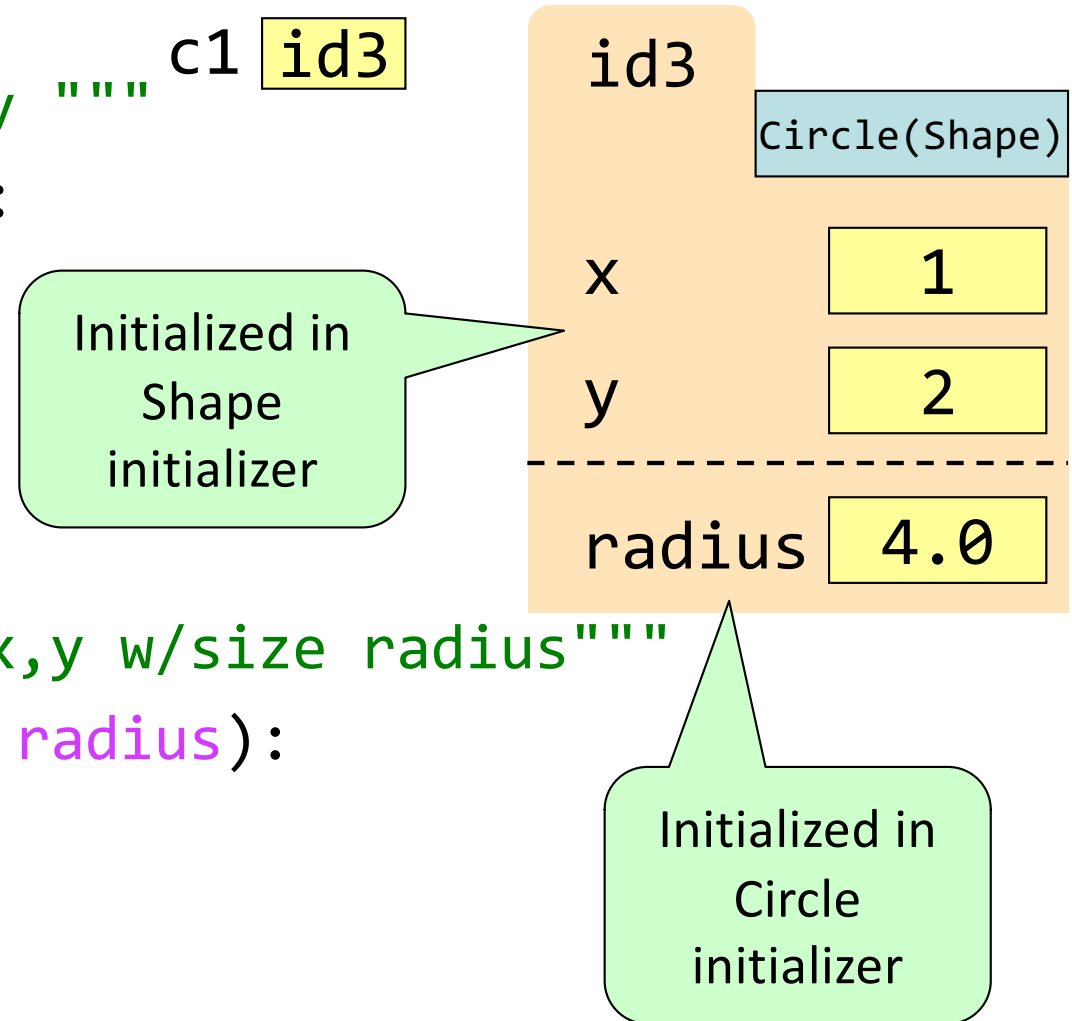 c1 id3
y """
:
id3
Circle(Shape)
x 1
y 2
radius 4.0
Initialized in
Shape
initializer
x,y w/size radius"""
radius):
Initialized in
Circle
initializer